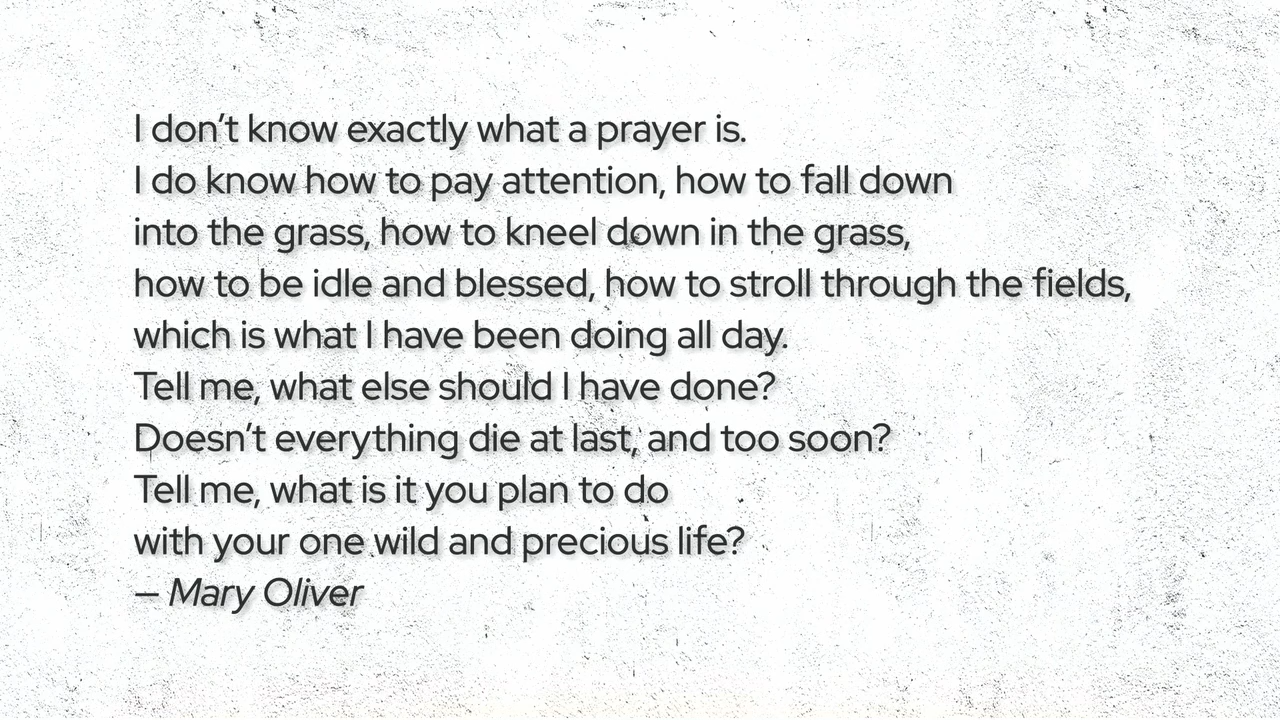 I don’t know exactly what a prayer is.
I do know how to pay attention, how to fall down
into the grass, how to kneel down in the grass,
how to be idle and blessed, how to stroll through the fields,
which is what I have been doing all day.
Tell me, what else should I have done?
Doesn’t everything die at last, and too soon?
Tell me, what is it you plan to do
with your one wild and precious life?
— Mary Oliver